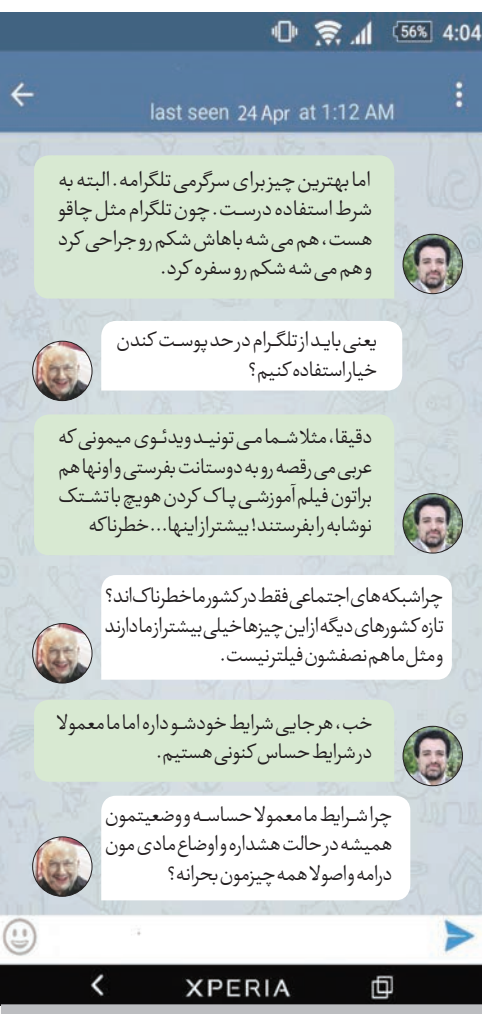 56% 4:04
last seen 24 Apr at 1:12 AM
اما بهترین چیز برای سرگرمی تلگرامه. البته به
شرط استفاده درست. چون تلگرام مثل چاقو
هست، هم می شه باهاش شکم رو جراحی کرد
و هم می شه شکم رو سفره کرد.
یعنی باید از تلگرام در حد پوست کندن
خیار استفاده کنیم؟
دقیقا، مثلا شما می تونید ویدئوی میمونی که
عربی می رقصه رو به دوستانت بفرستی و اونها هم
براتون فیلم آموزشی پاک کردن هویچ با تشتک
نوشابه را بفرستند! بیشتر از اینها... خطرناکه
چرا شبکه های اجتماعی فقط در کشور ما خطرناک اند؟
تازه کشورهای دیگه از این چیزها خیلی بیشتر از ما دارند
و مثل ما هم نصفشون فیلتر نیست.
خب، هر جایی شرایط خودشو داره اما ما معمولا
در شرایط حساس کنونی هستیم.
چرا شرایط ما معمولا حساسه و وضعیتمون
همیشه در حالت هشداره و اوضاع مادی مون
درامه و اصولا همه چیزمون بحرانه؟
XPERIA